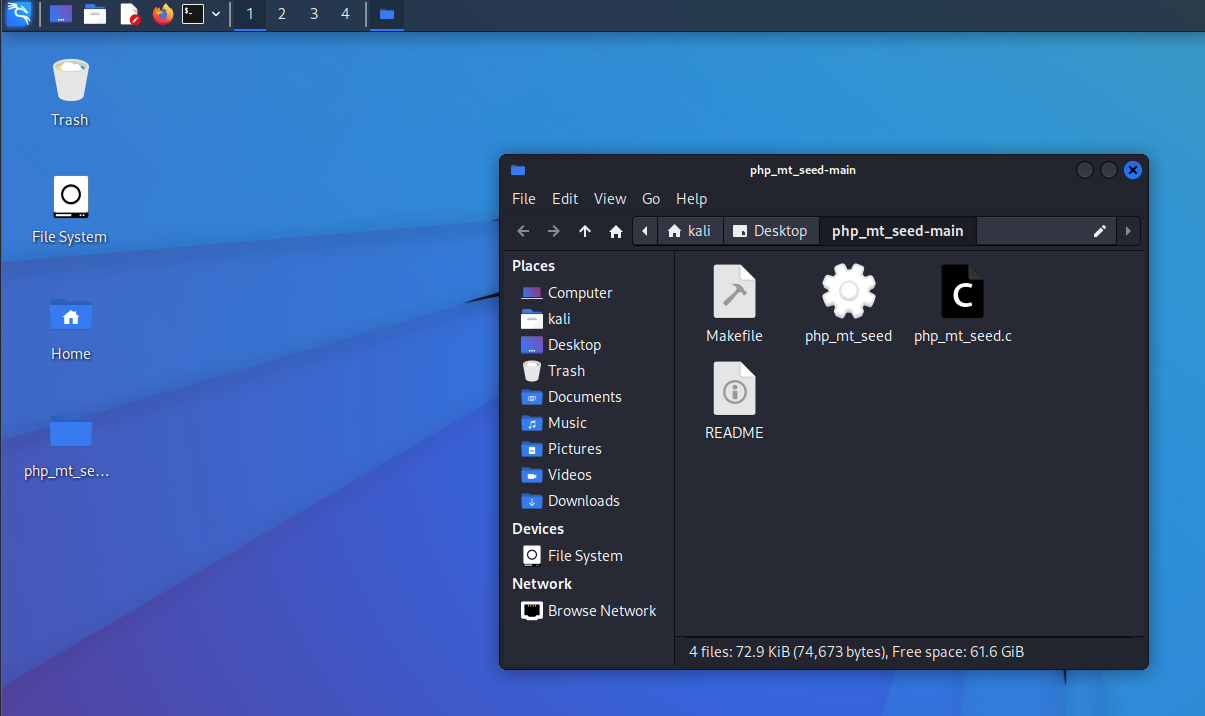 1 2 3 4
Trash
File System
Home
php_mt_se...
php_mt_seed-main
File Edit View Go Help
kali Desktop php_mt_seed-main
Places
Computer
kali
Desktop
Trash
Documents
Music
Pictures
Videos
Downloads
Devices
File System
Network
Browse Network
Makefile php_mt_seed php_mt_seed.c
C
README
4 files: 72.9 KiB (74,673 bytes), Free space: 61.6 GiB